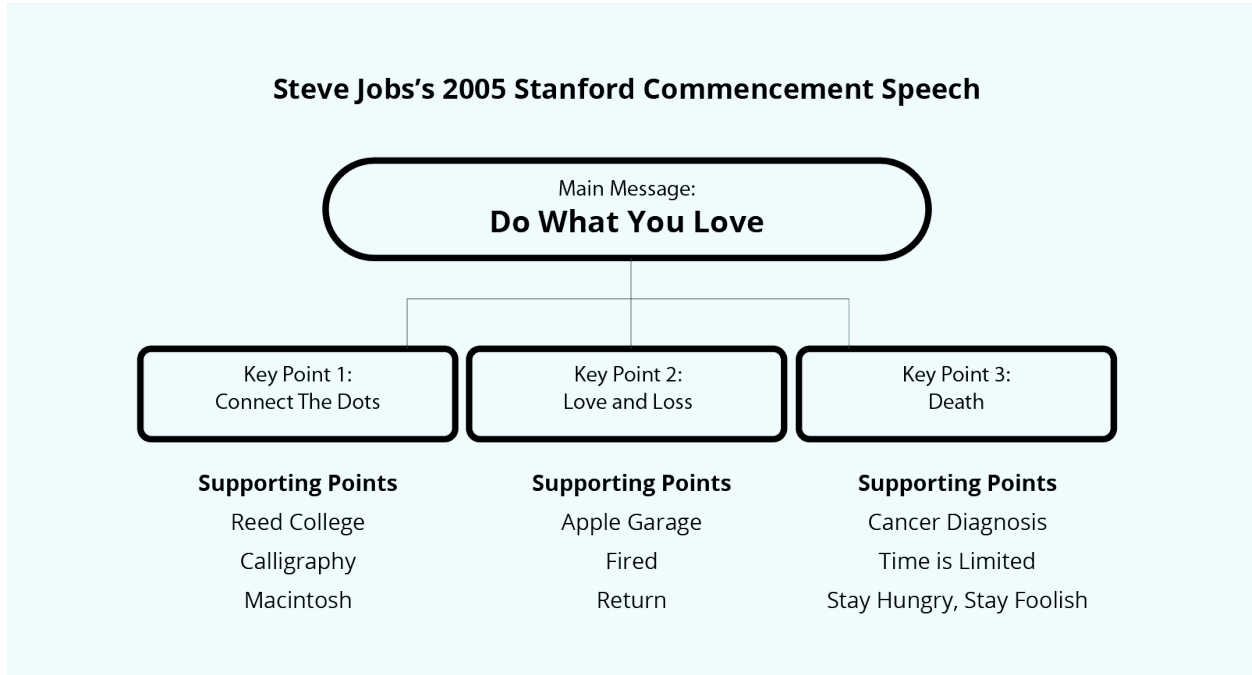 Steve Jobs’s 2005 Stanford Commencement Speech
Main Message:
Do What You Love
Key Point 1:
Connect The Dots
Key Point 2:
Love and Loss
Key Point 3:
Death
Supporting Points
Reed College
Calligraphy
Macintosh
Supporting Points
Apple Garage
Fired
Return
Supporting Points
Cancer Diagnosis
Time is Limited
Stay Hungry, Stay Foolish